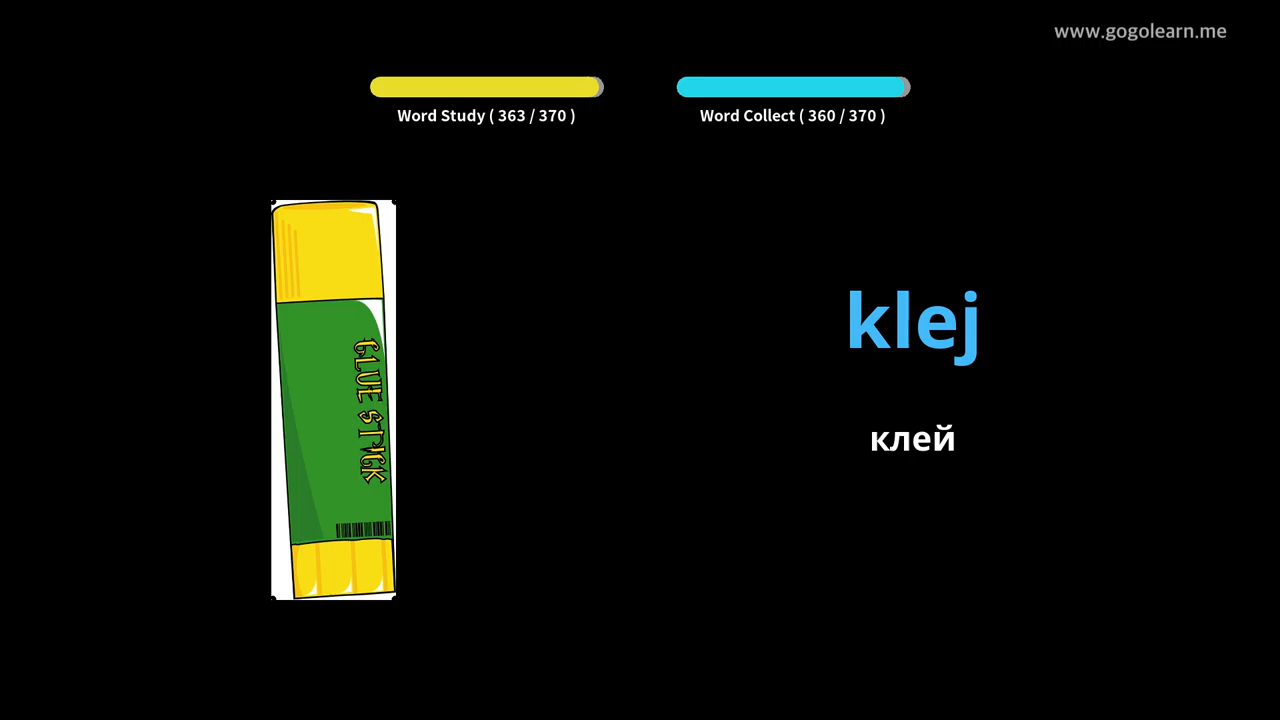 www.gogolearn.me
Word Study ( 363 / 370 )
Word Collect ( 360 / 370 )
GLUE STICK
klej
клей